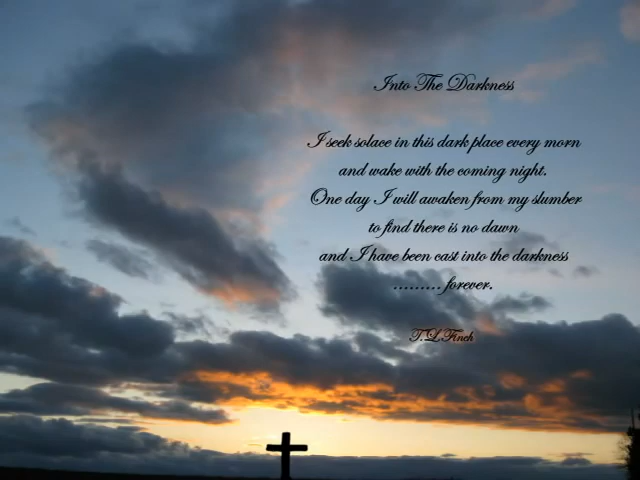 Into The Darkness
I seek solace in this dark place every morn
and wake with the coming night.
One day I will awaken from my slumber
to find there is no dawn
and I have been cast into the darkness
......... forever.
T.L.Finch